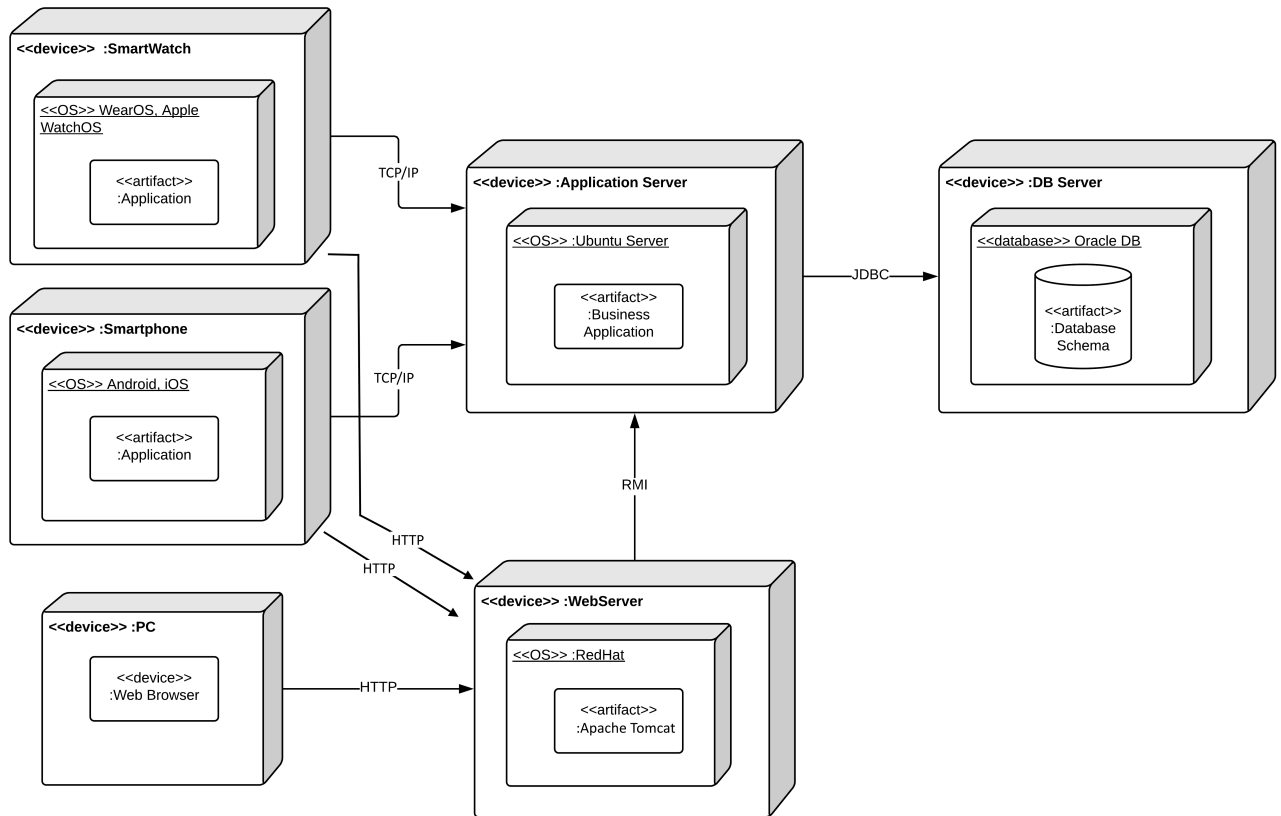 <<device>>  :SmartWatch
<<OS>> WearOS, Apple
WatchOS
<<artifact>>
:Application
TCP/IP
<<device>> :Application Server
<<OS>> :Ubuntu Server
<<artifact>>
:Business
Application
JDBC
<<device>> :DB Server
<<database>> Oracle DB
<<artifact>>
:Database
Schema
<<device>> :Smartphone
<<OS>> Android, iOS
<<artifact>>
:Application
TCP/IP
RMI
HTTP
HTTP
<<device>> :PC
<<device>>
:Web Browser
HTTP
<<device>> :WebServer
<<OS>> :RedHat
<<artifact>>
:Apache Tomcat